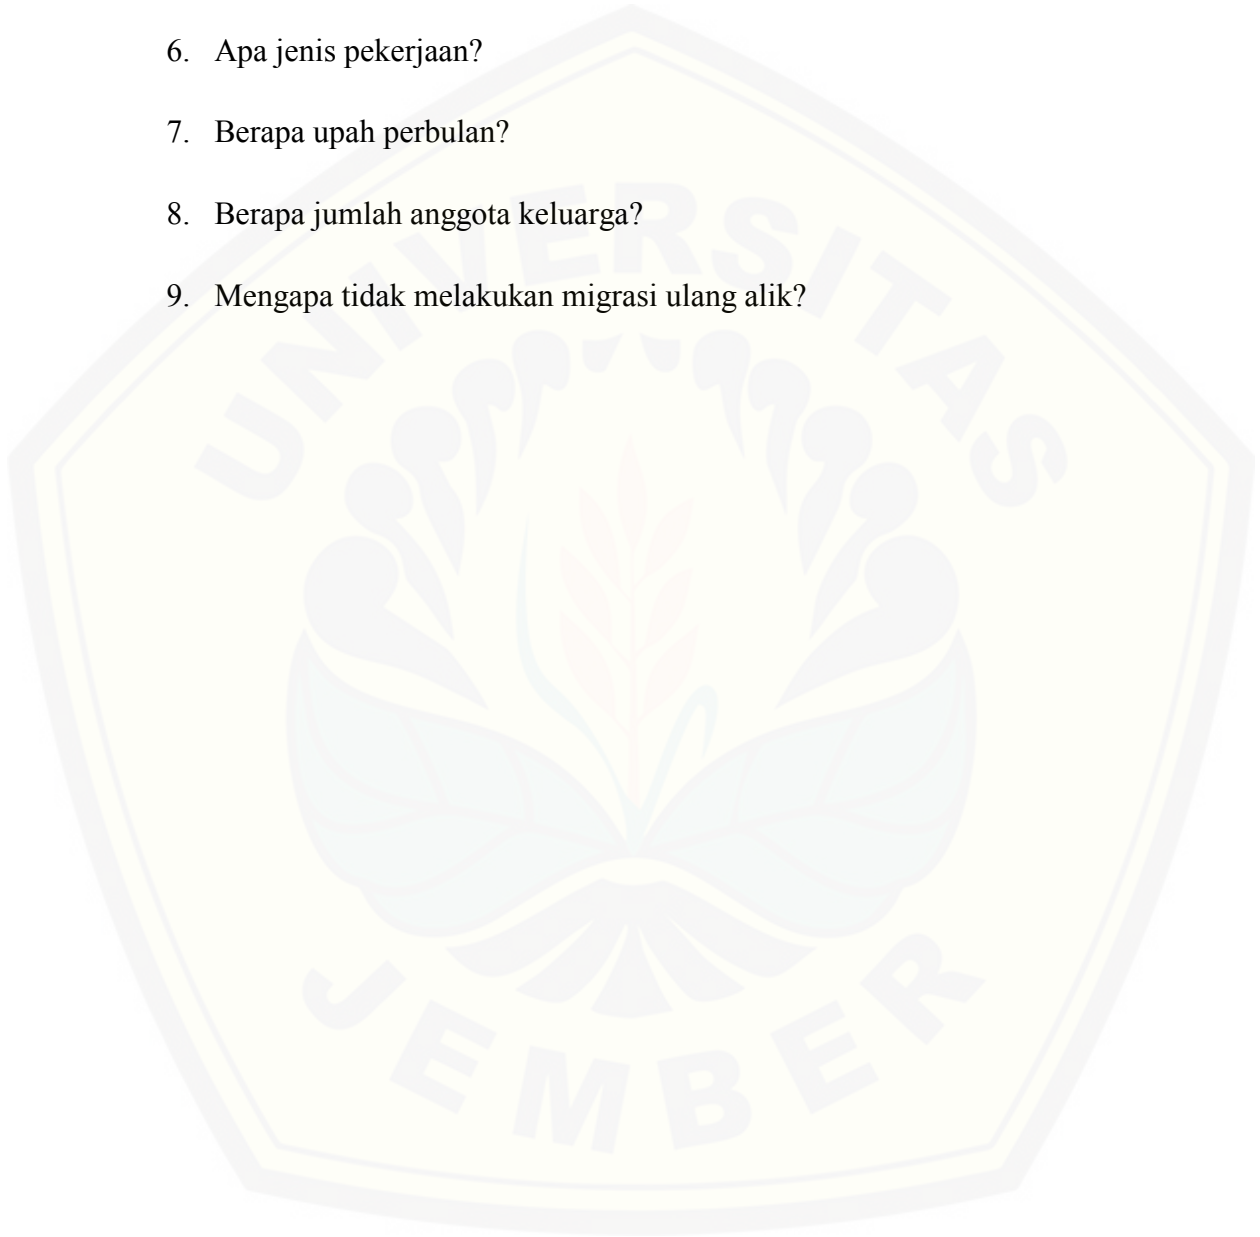 6. Apa jenis pekerjaan?
7. Berapa upah perbulan?
8. Berapa jumlah anggota keluarga?
9. Mengapa tidak melakukan migrasi ulang alik?
UNIVERSITAS
JEMBER